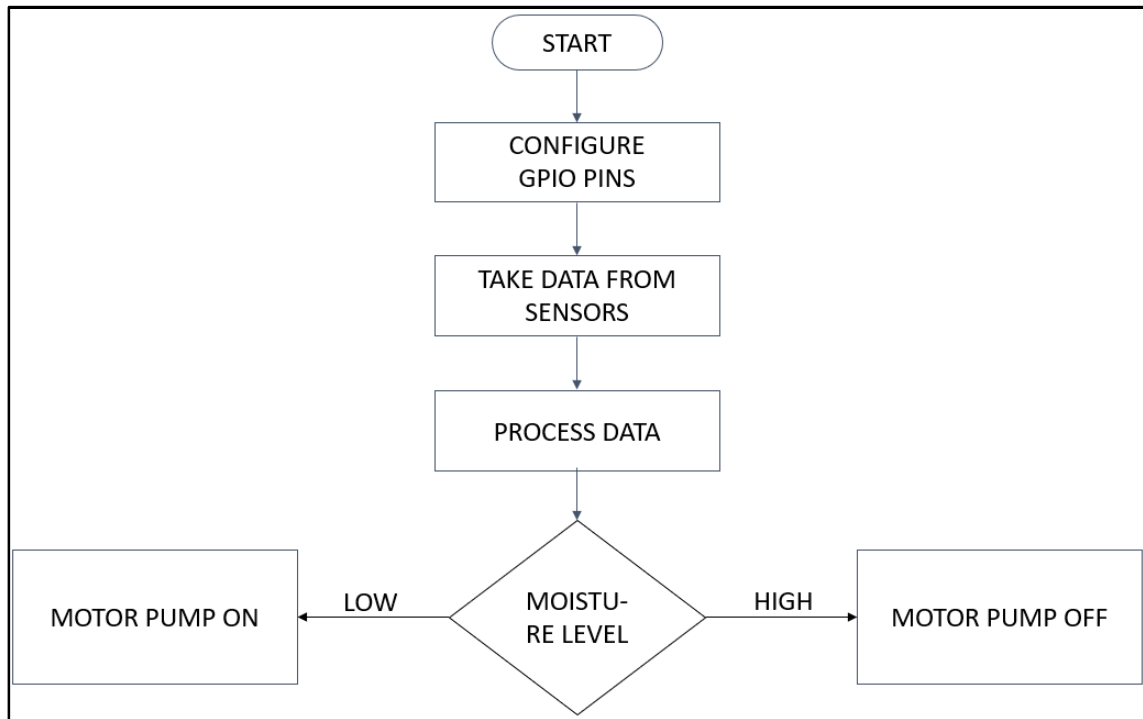 START
CONFIGURE
GPIO PINS
TAKE DATA FROM
SENSORS
PROCESS DATA
MOTOR PUMP ON
LOW
MOISTU-
RE LEVEL
HIGH
MOTOR PUMP OFF